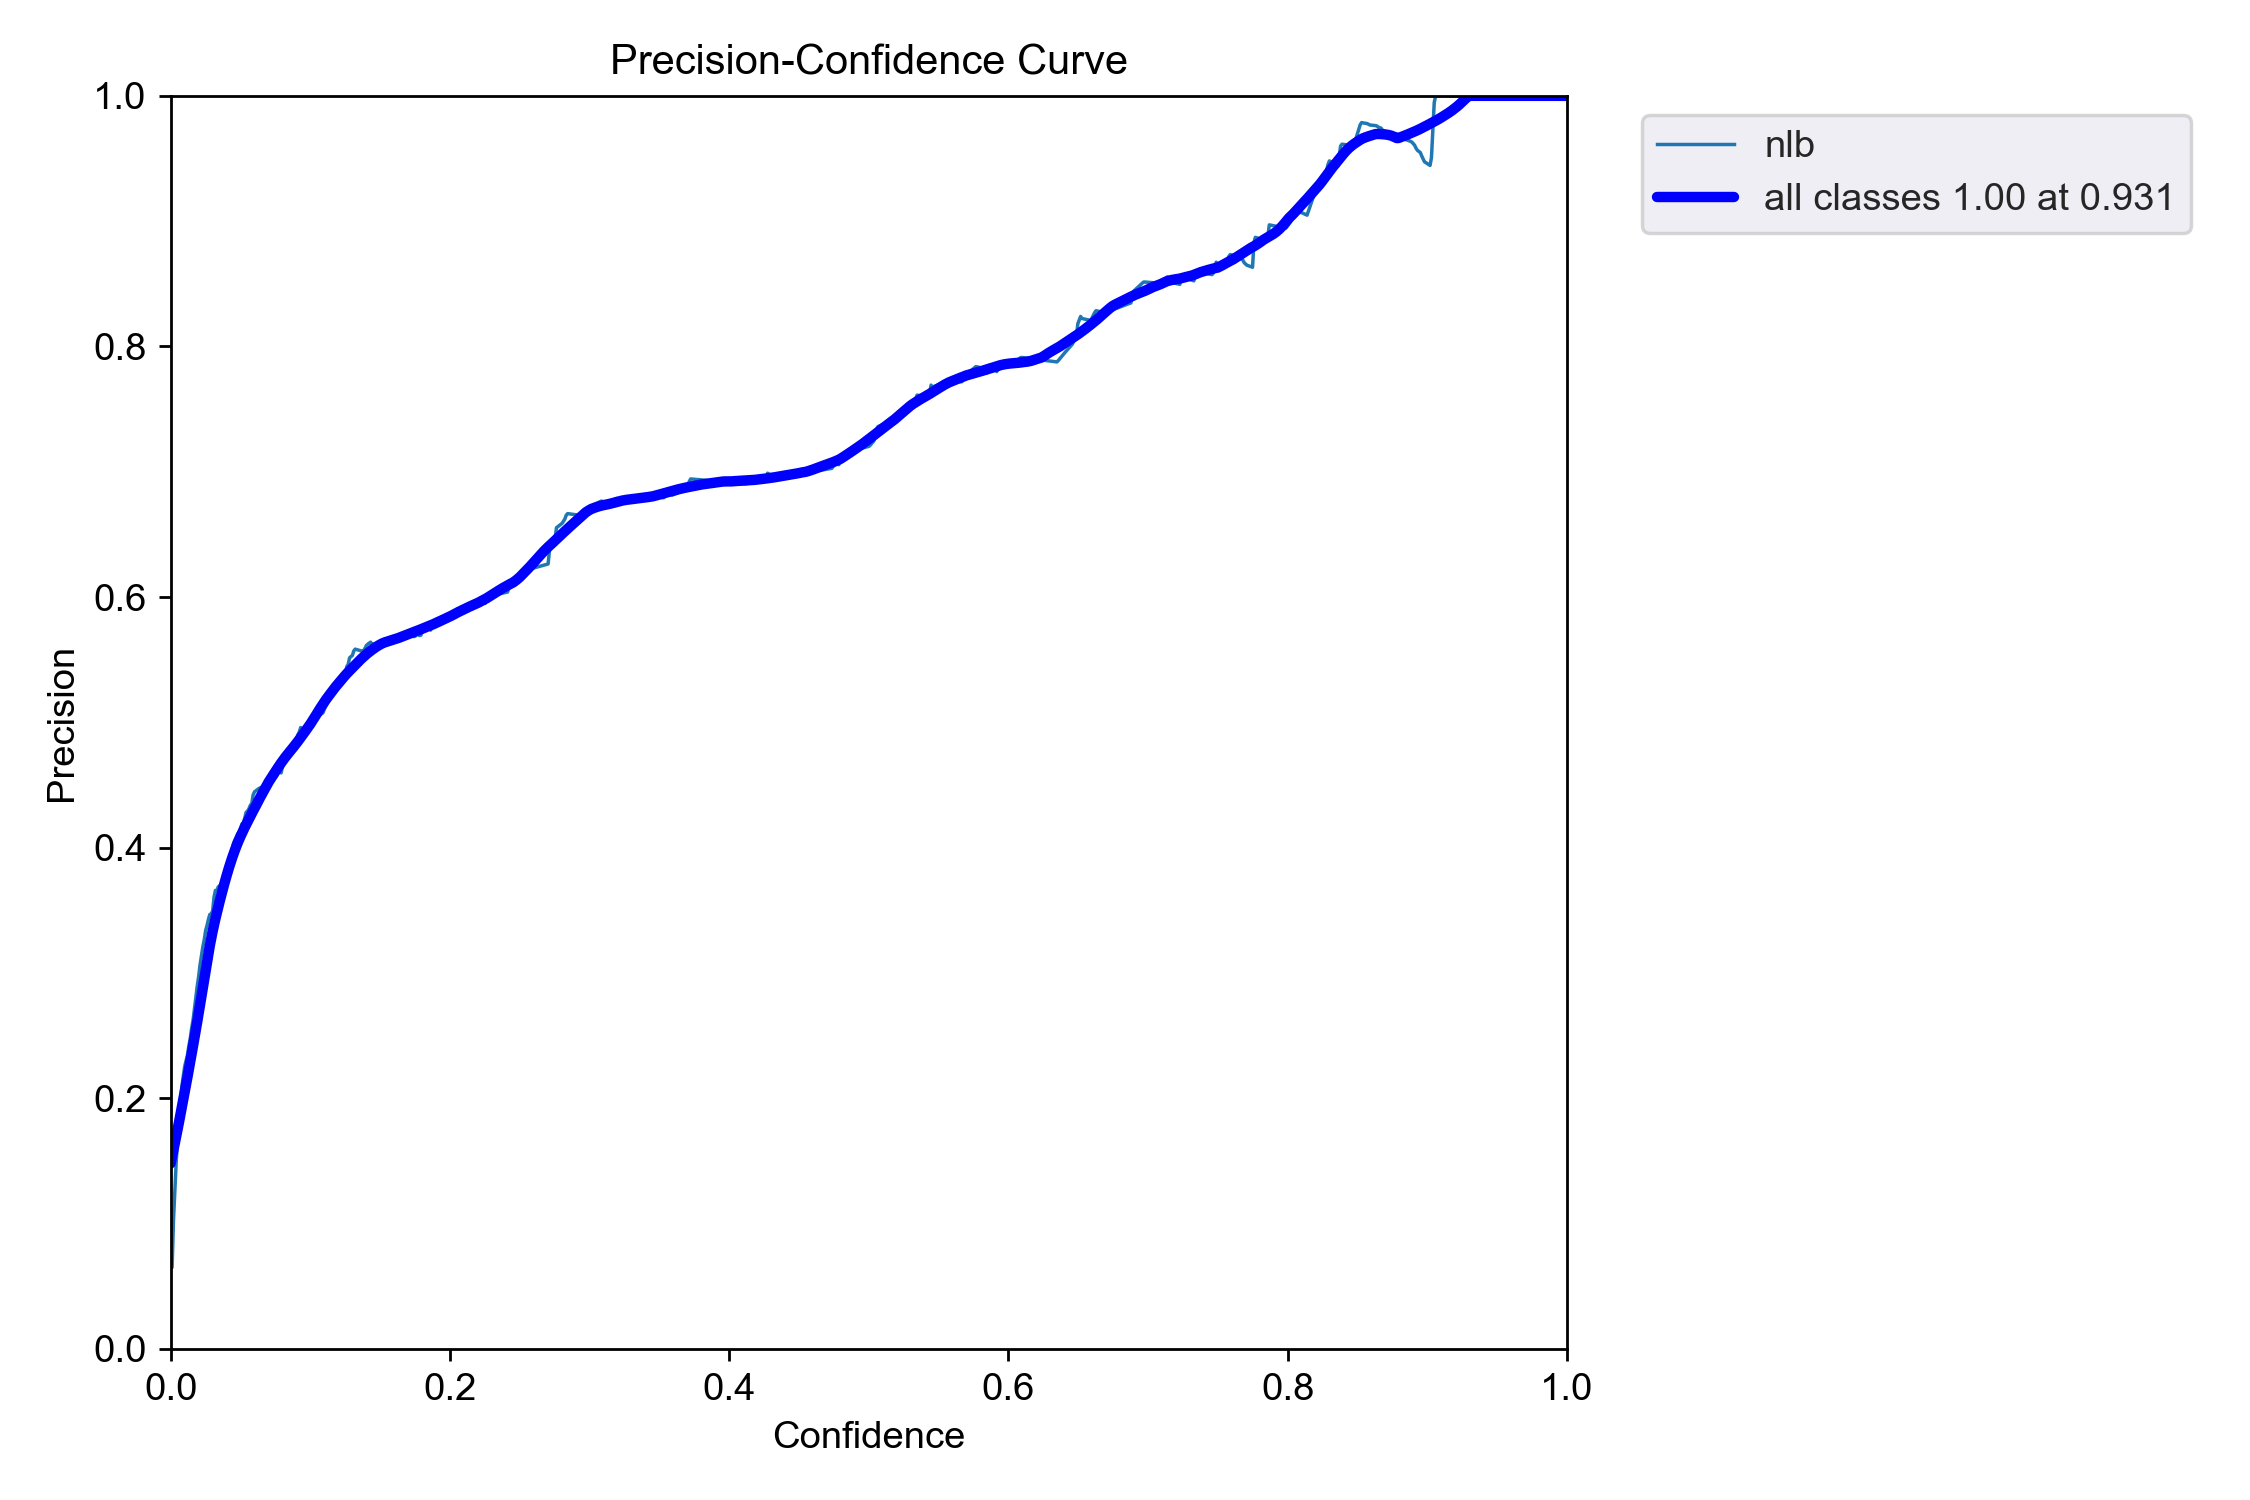 Precision-Confidence Curve
1.0
0.8
0.6
0.4
0.2
0.0
Precision
0.0 0.2 0.4 0.6 0.8 1.0
Confidence
nlb
all classes 1.00 at 0.931